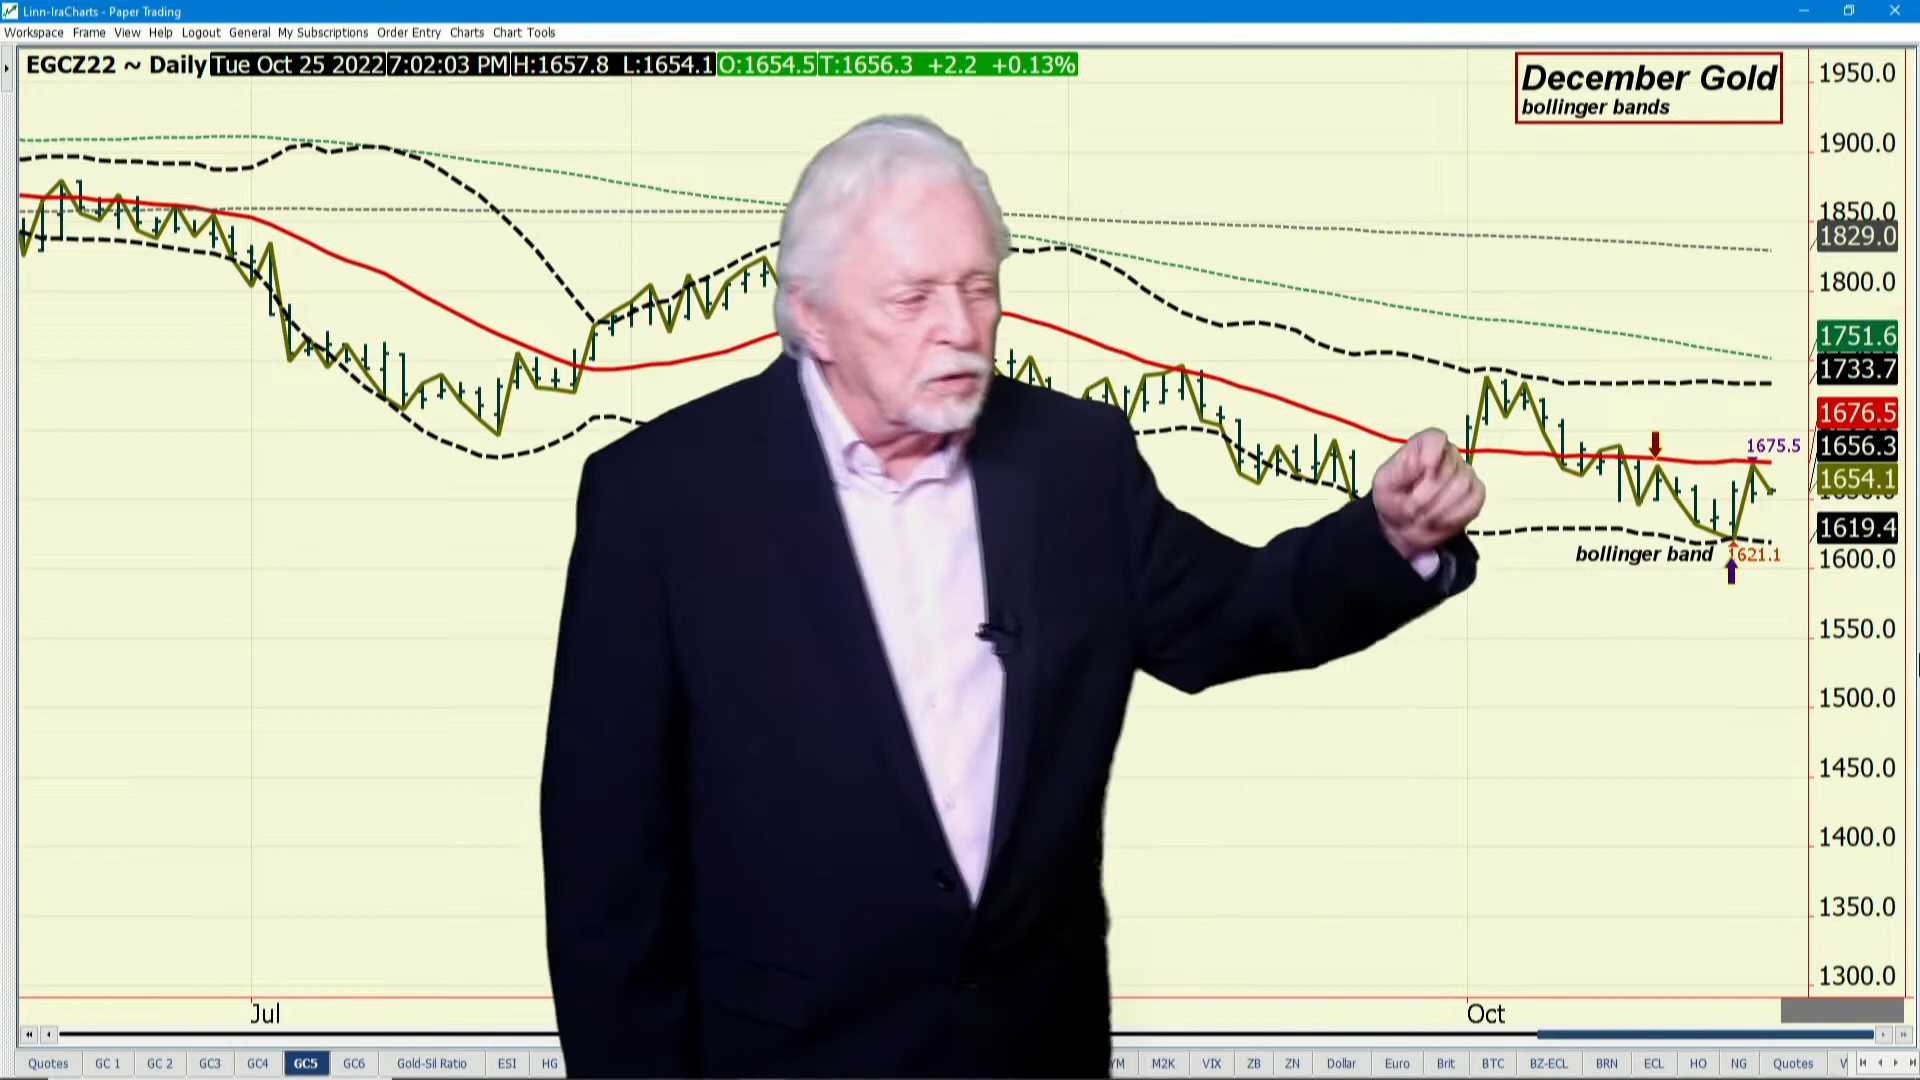 Linn-IraCharts - Paper Trading
Workspace Frame View Help Logout General My Subscriptions Order Entry Charts Chart Tools
EGCZ22 ~ Daily Tue Oct 25 2022 7:02:03 PM H:1657.8 L:1654.1 O:1654.5 T:1656.3 +2.2 +0.13%
December Gold
bollinger bands
1950.0
1900.0
1850.0
1829.0
1800.0
1751.6
1733.7
1676.5
1675.5
1656.3
1654.1
1619.4
bollinger band
1621.1
1600.0
1550.0
1500.0
1450.0
1400.0
1350.0
1300.0
Jul
Oct
Quotes GC 1 GC 2 GC3 GC4 GC5 GC6 Gold-Sil Ratio ESI HG YM M2K VIX ZB ZN Dollar Euro Brit BTC BZ-ECL BRN ECL HO NG Quotes